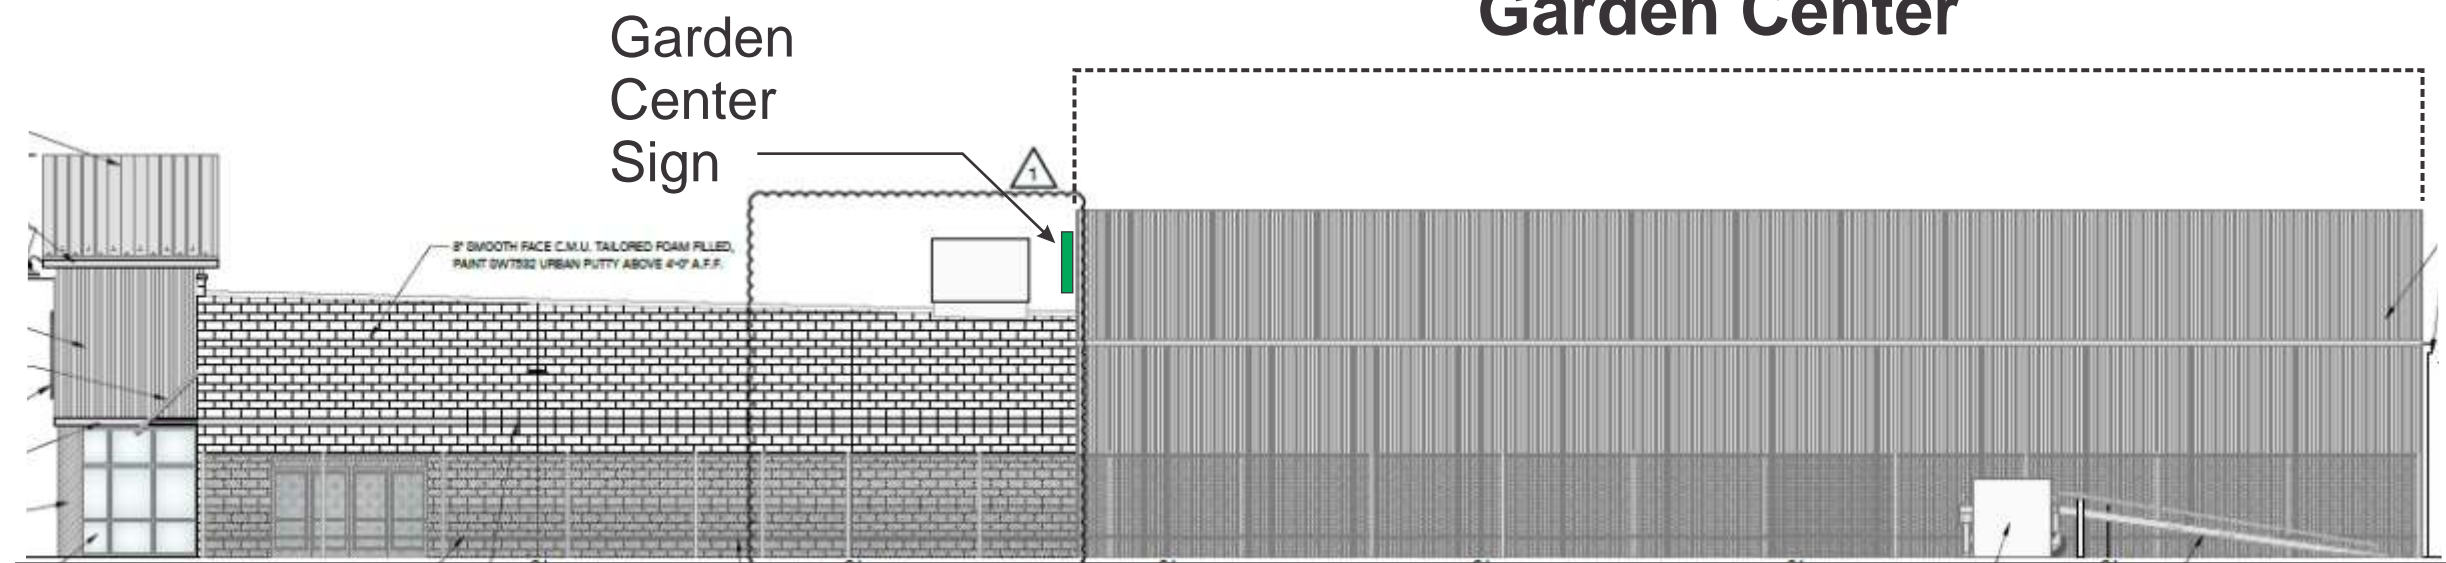 Garden Center
Garden
Center
Sign
1
8" SMOOTH FACE C.M.U. TAILORED FOAM FILLED,
PAINT SW7532 URBAN PUTTY ABOVE 4'-0" A.F.F.